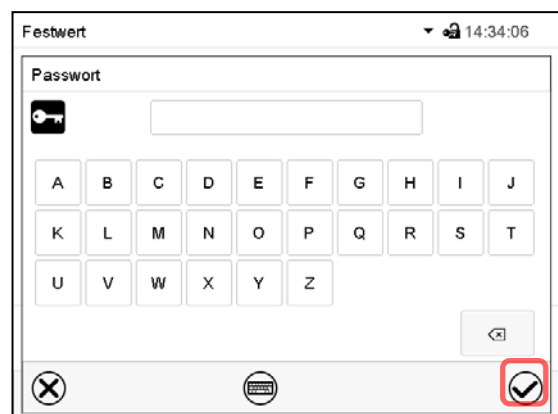 Festwert 14:34:06
Passwort
A B C D E F G H I J
K L M N O P Q R S T
U V W X Y Z